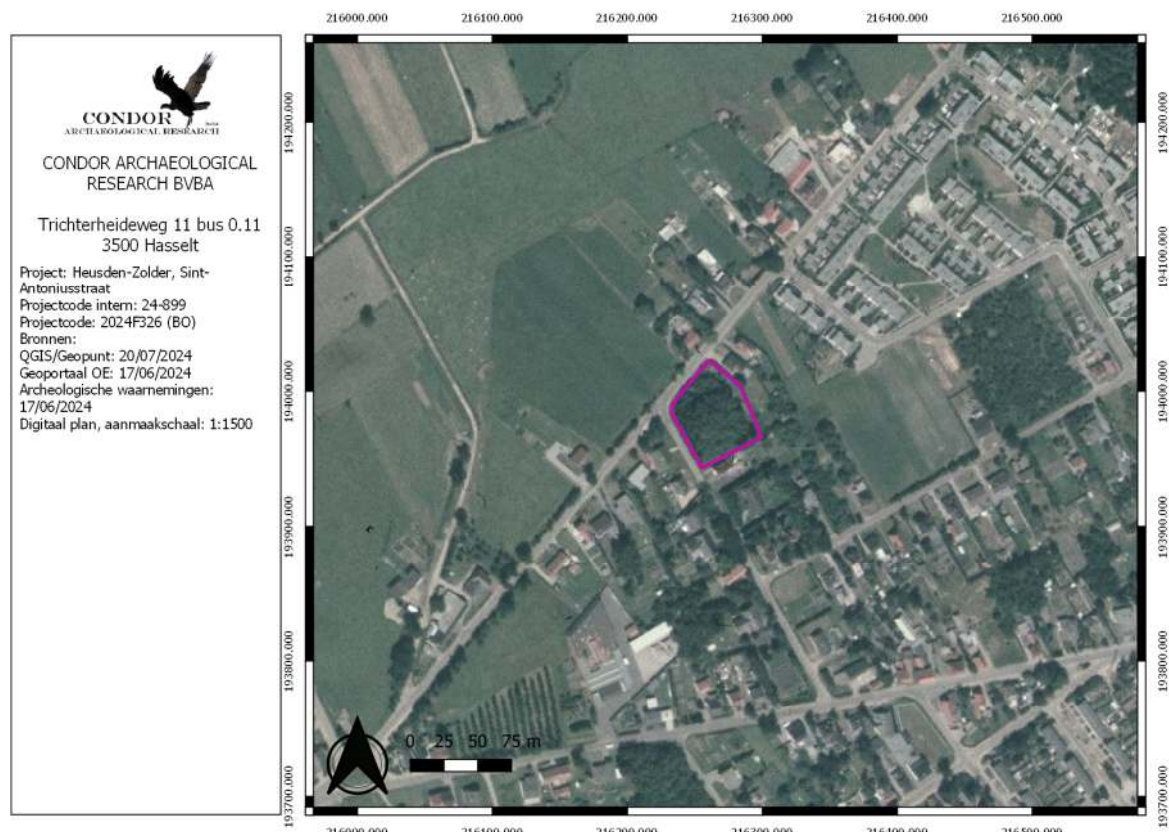 CONDOR
ARCHAEOLOGICAL RESEARCH
CONDOR ARCHAEOLOGICAL
RESEARCH BVBA
Trichterheideweg 11 bus 0.11
3500 Hasselt
Project: Heusden-Zolder, Sint-
Antoniusstraat
Projectcode intern: 24-899
Projectcode: 2024F326 (BO)
Bronnen:
QGIS/Geopunt: 20/07/2024
Geoportaal OE: 17/06/2024
Archeologische waarnemingen:
17/06/2024
Digitaal plan, aanmaakschaal: 1:1500
216000.000 216100.000 216200.000 216300.000 216400.000 216500.000
194200.000 194200.000
194100.000 194100.000
194000.000 194000.000
193900.000 193900.000
193800.000 193800.000
193700.000 193700.000
0 25 50 75 m
216000.000 216100.000 216200.000 216300.000 216400.000 216500.000